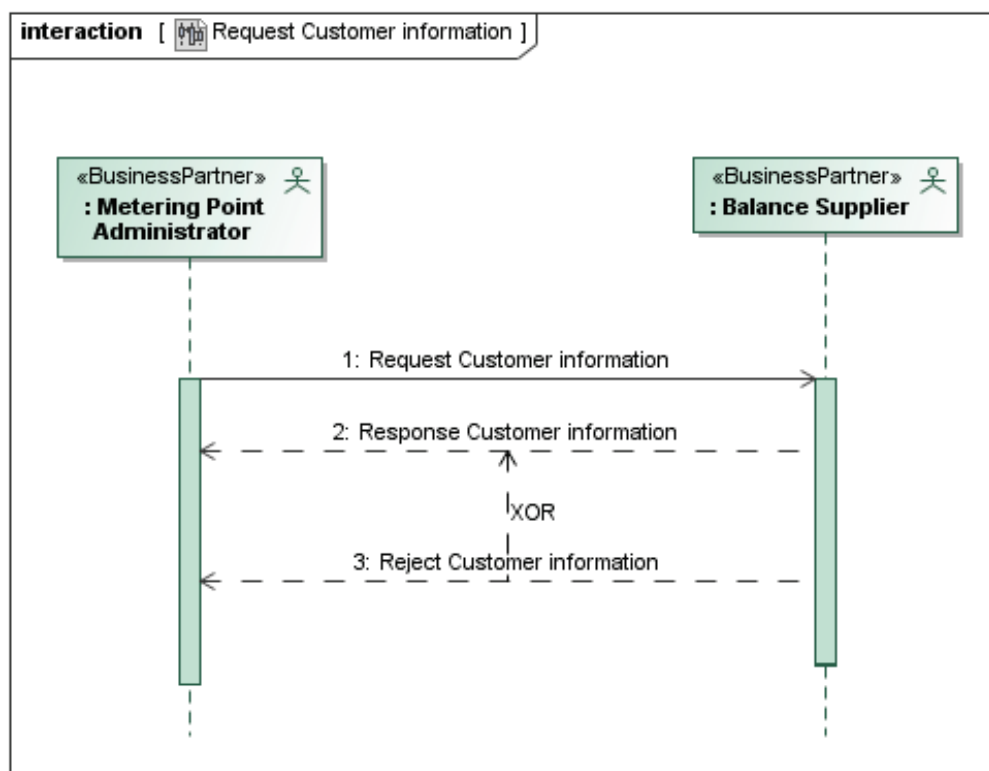 interaction [ Request Customer information ]
«BusinessPartner»
: Metering Point
Administrator
«BusinessPartner»
: Balance Supplier
1: Request Customer information
2: Response Customer information
XOR
3: Reject Customer information